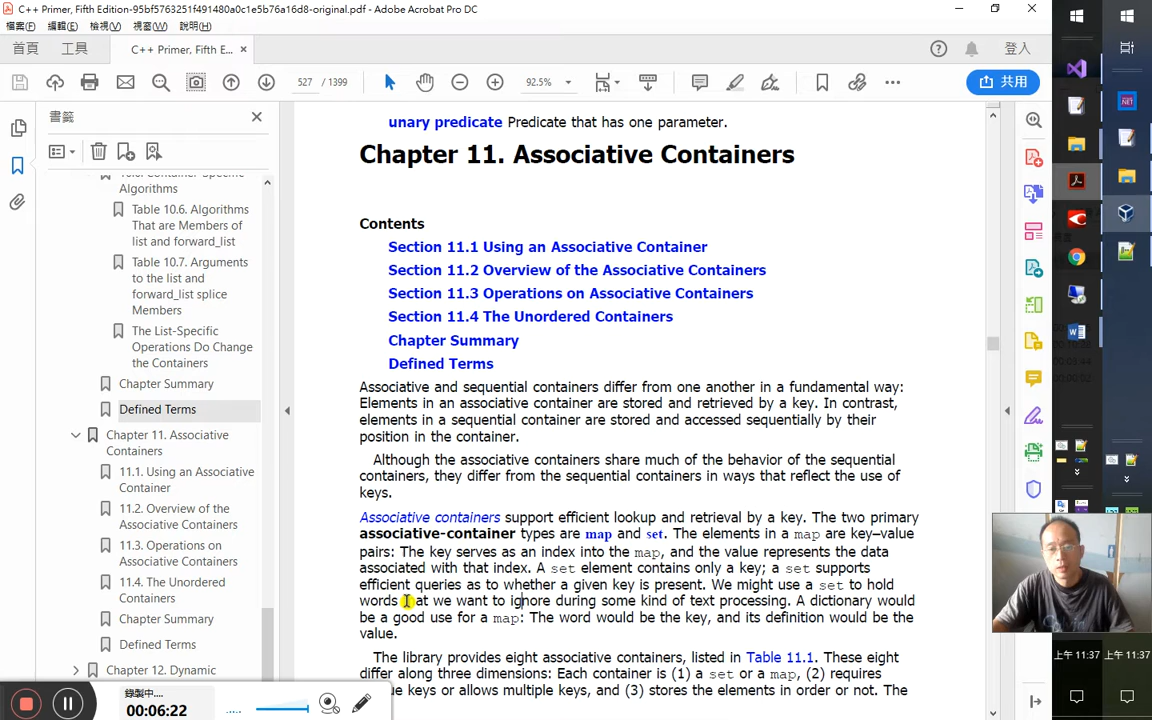 C++ Primer, Fifth Edition-95bf5763251f491480a0c1e5b76a16d8-original.pdf - Adobe Acrobat Pro DC
檔案(F) 編輯(E) 檢視(V) 視窗(W) 說明(H)
首頁 工具 C++ Primer, Fifth E... × 登入
527 / 1399 92.5% 共用
書籤
Algorithms
Table 10.6. Algorithms
That are Members of
list and forward_list
Table 10.7. Arguments
to the list and
forward_list splice
Members
The List-Specific
Operations Do Change
the Containers
Chapter Summary
Defined Terms
Chapter 11. Associative
Containers
11.1. Using an Associative
Container
11.2. Overview of the
Associative Containers
11.3. Operations on
Associative Containers
11.4. The Unordered
Containers
Chapter Summary
Defined Terms
Chapter 12. Dynamic
unary predicate Predicate that has one parameter.
Chapter 11. Associative Containers
Contents
Section 11.1 Using an Associative Container
Section 11.2 Overview of the Associative Containers
Section 11.3 Operations on Associative Containers
Section 11.4 The Unordered Containers
Chapter Summary
Defined Terms
Associative and sequential containers differ from one another in a fundamental way:
Elements in an associative container are stored and retrieved by a key. In contrast,
elements in a sequential container are stored and accessed sequentially by their
position in the container.
Although the associative containers share much of the behavior of the sequential
containers, they differ from the sequential containers in ways that reflect the use of
keys.
Associative containers support efficient lookup and retrieval by a key. The two primary
associative-container types are map and set. The elements in a map are key–value
pairs: The key serves as an index into the map, and the value represents the data
associated with that index. A set element contains only a key; a set supports
efficient queries as to whether a given key is present. We might use a set to hold
words that we want to ignore during some kind of text processing. A dictionary would
be a good use for a map: The word would be the key, and its definition would be the
value.
The library provides eight associative containers, listed in Table 11.1. These eight
differ along three dimensions: Each container is (1) a set or a map, (2) requires
keys or allows multiple keys, and (3) stores the elements in order or not. The
錄製中...
00:06:22
上午 11:37 上午 11:37